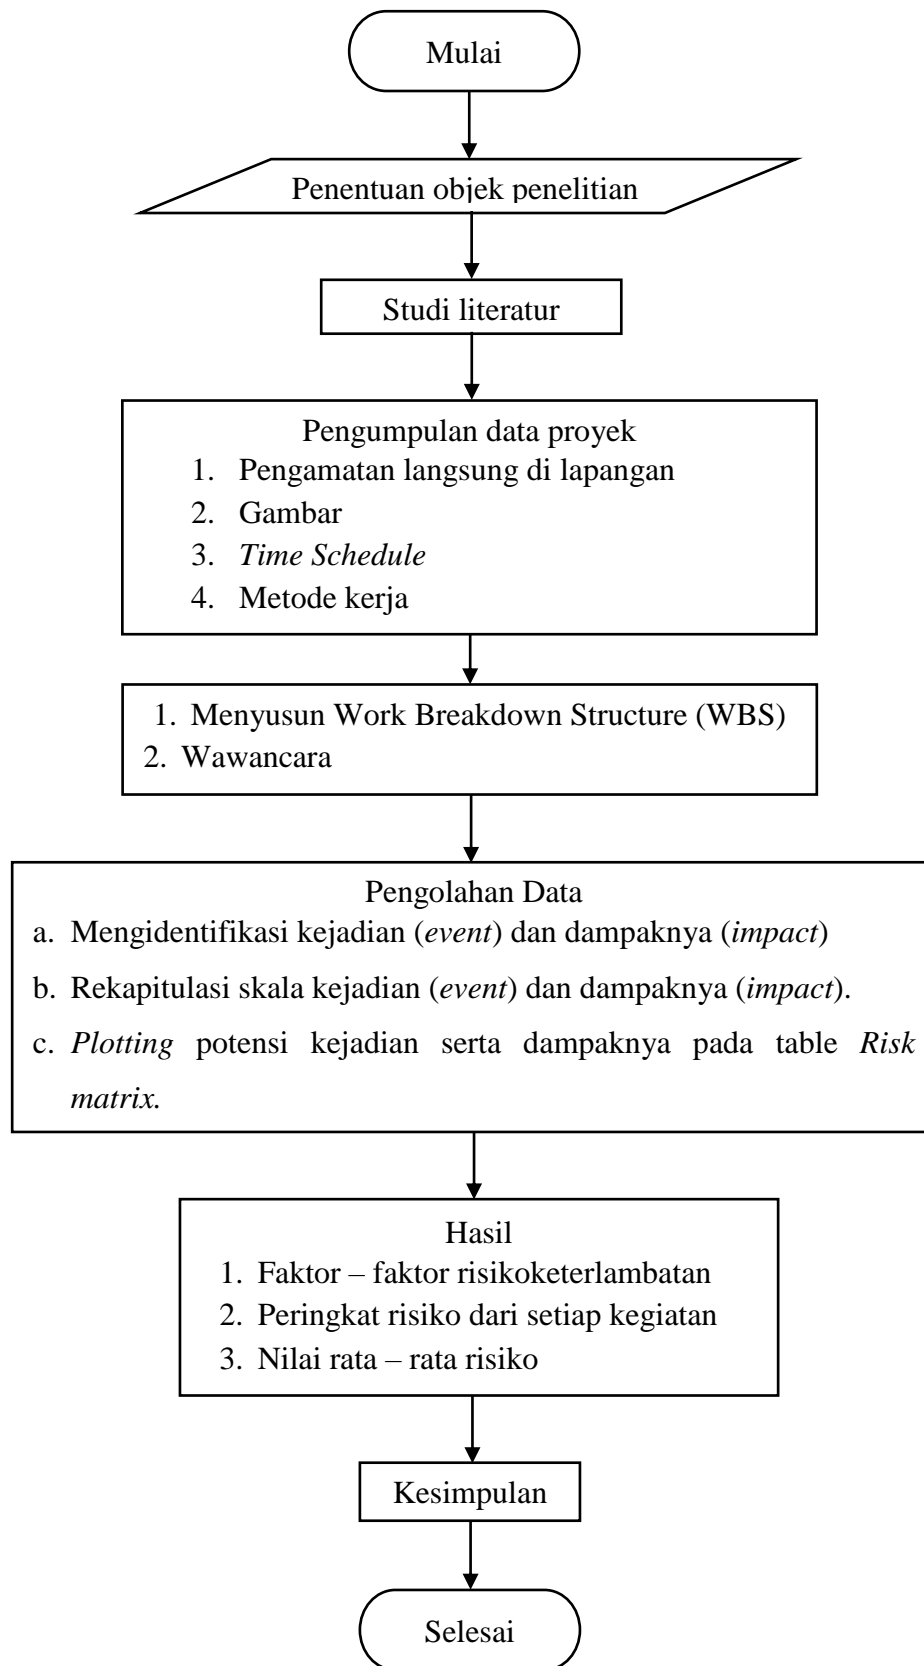 Mulai
Penentuan objek penelitian
Studi literatur
Pengumpulan data proyek
1. Pengamatan langsung di lapangan
2. Gambar
3. Time Schedule
4. Metode kerja
1. Menyusun Work Breakdown Structure (WBS)
2. Wawancara
Pengolahan Data
a. Mengidentifikasi kejadian (event) dan dampaknya (impact)
b. Rekapitulasi skala kejadian (event) dan dampaknya (impact).
c. Plotting potensi kejadian serta dampaknya pada table Risk
matrix.
Hasil
1. Faktor – faktor risikoketerlambatan
2. Peringkat risiko dari setiap kegiatan
3. Nilai rata – rata risiko
Kesimpulan
Selesai